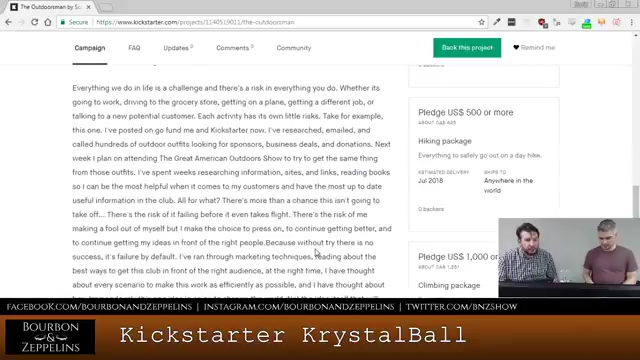 The Outdoorsman by Su
Secure
https://www.kickstarter.com/projects/1140519011/the-outdoorsman
Campaign
FAQ
Updates 0
Comments 0
Community
Back this project
Remind me
Everything we do in life is a challenge and there's a risk in everything you do. Whether its
going to work, driving to the grocery store, getting on a plane, getting a different job, or
talking to a new potential customer. Each activity has its own little risks. Take for example,
this one. I've posted on go fund me and Kickstarter now. I've researched, emailed, and
called hundreds of outdoor outfits looking for sponsors, business deals, and donations. Next
week I plan on attending The Great American Outdoors Show to try to get the same thing
from those outfits. I've spent weeks researching information, sites, and links, reading books
so I can be the most helpful when it comes to my customers and have the most up to date
useful information in the club. All for what? There's more than a chance this isn't going to
take off... There's the risk of it failing before it even takes flight. There's the risk of me
making a fool out of myself but I make the choice to press on, to continue getting better, and
to continue getting my ideas in front of the right people.Because without try there is no
success, it's failure by default. I've ran through marketing techniques, reading about the
best ways to get this club in front of the right audience, at the right time, I have thought
about every scenario to make this work as efficiently as possible, and I have thought about
0 backers
Pledge US$ 500 or more
ABOUT CA$ 626
Hiking package
Everything to safely go out on a day hike.
ESTIMATED DELIVERY
Jul 2018
SHIPS TO
Anywhere in the
world
0 backers
Pledge US$ 1,000 o
ABOUT CA$ 1,251
Climbing package
FACEBOOK.COM/BOURBONANDZEPPELINS | INSTAGRAM.COM/BOURBONANDZEPPELINS | TWITTER.COM/BNZSHOW
BOURBON
&
ZEPPELINS
Kickstarter KrystalBall